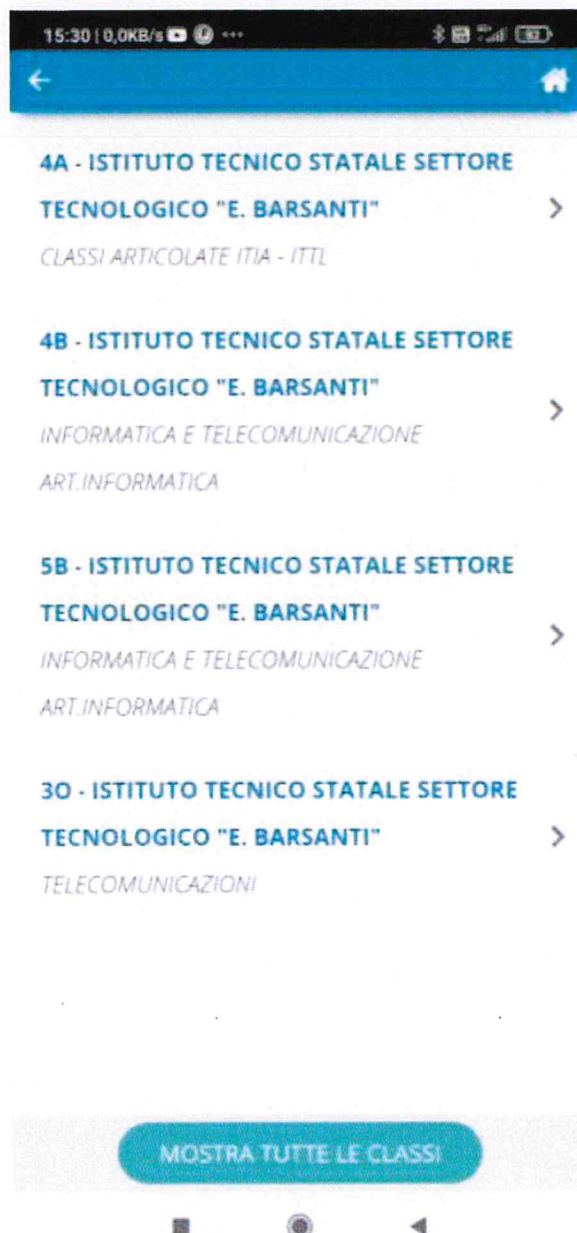 15:30 | 0,0KB/s
4A - ISTITUTO TECNICO STATALE SETTORE
TECNOLOGICO "E. BARSANTI"
CLASSI ARTICOLATE ITIA - ITTL
4B - ISTITUTO TECNICO STATALE SETTORE
TECNOLOGICO "E. BARSANTI"
INFORMATICA E TELECOMUNICAZIONE
ART.INFORMATICA
5B - ISTITUTO TECNICO STATALE SETTORE
TECNOLOGICO "E. BARSANTI"
INFORMATICA E TELECOMUNICAZIONE
ART.INFORMATICA
3O - ISTITUTO TECNICO STATALE SETTORE
TECNOLOGICO "E. BARSANTI"
TELECOMUNICAZIONI
MOSTRA TUTTE LE CLASSI